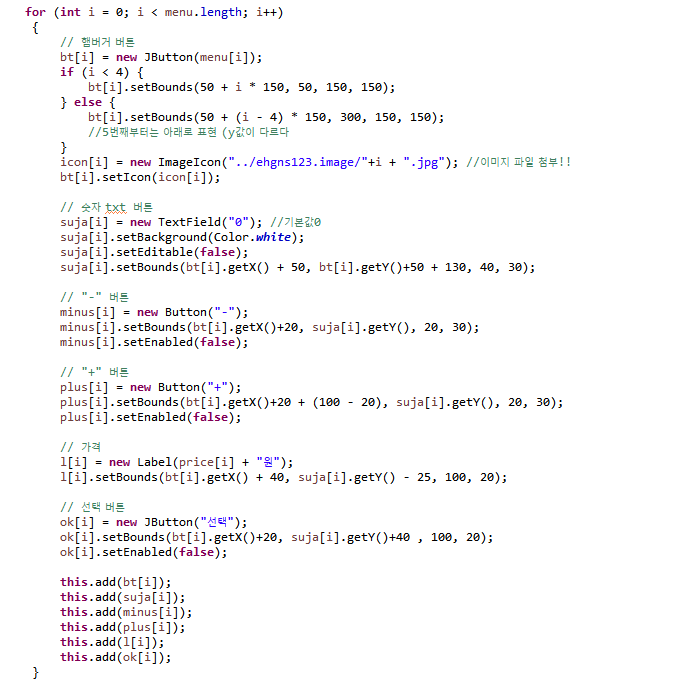 for (int i = 0; i < menu.length; i++)
{
// 햄버거 버튼
bt[i] = new JButton(menu[i]);
if (i < 4) {
bt[i].setBounds(50 + i * 150, 50, 150, 150);
} else {
bt[i].setBounds(50 + (i - 4) * 150, 300, 150, 150);
//5번째부터는 아래로 표현 (y값이 다르다
}
icon[i] = new ImageIcon("../ehgns123.image/"+i + ".jpg"); //이미지 파일 첨부!!
bt[i].setIcon(icon[i]);
// 숫자 txt 버튼
suja[i] = new TextField("0"); //기본값0
suja[i].setBackground(Color.white);
suja[i].setEditable(false);
suja[i].setBounds(bt[i].getX() + 50, bt[i].getY()+50 + 130, 40, 30);
// "-" 버튼
minus[i] = new Button("-");
minus[i].setBounds(bt[i].getX()+20, suja[i].getY(), 20, 30);
minus[i].setEnabled(false);
// "+" 버튼
plus[i] = new Button("+");
plus[i].setBounds(bt[i].getX()+20 + (100 - 20), suja[i].getY(), 20, 30);
plus[i].setEnabled(false);
// 가격
l[i] = new Label(price[i] + "원");
l[i].setBounds(bt[i].getX() + 40, suja[i].getY() - 25, 100, 20);
// 선택 버튼
ok[i] = new JButton("선택");
ok[i].setBounds(bt[i].getX()+20, suja[i].getY()+40 , 100, 20);
ok[i].setEnabled(false);
this.add(bt[i]);
this.add(suja[i]);
this.add(minus[i]);
this.add(plus[i]);
this.add(l[i]);
this.add(ok[i]);
}